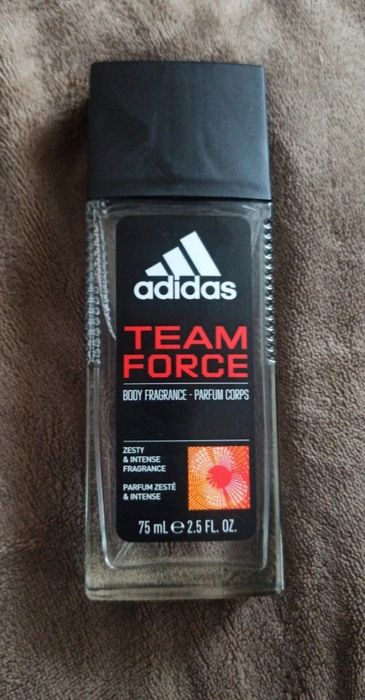 adidas
TEAM
FORCE
BODY FRAGRANCE - PARFUM CORPS
ZESTY
& INTENSE
FRAGRANCE
PARFUM ZESTÉ
& INTENSE
75 mL ℮ 2.5 FL. OZ.